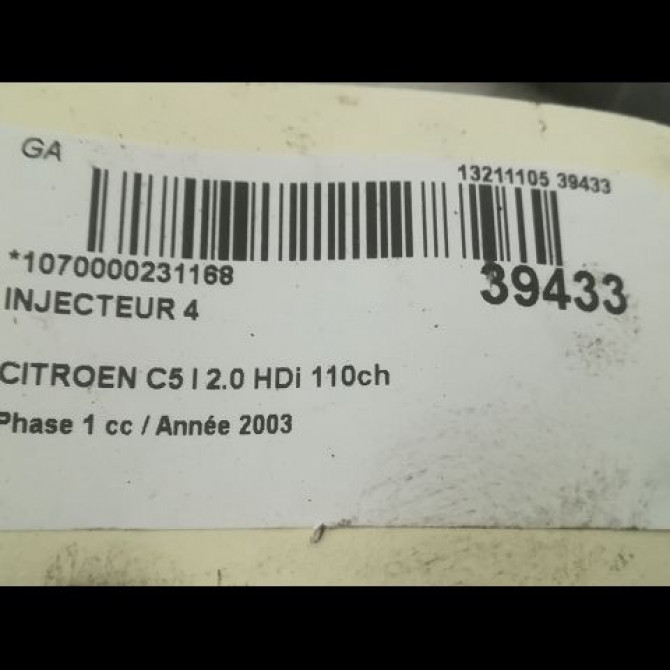 GA
13211105 39433
*1070000231168
39433
INJECTEUR 4
CITROEN C5 I 2.0 HDi 110ch
Phase 1 cc / Année 2003